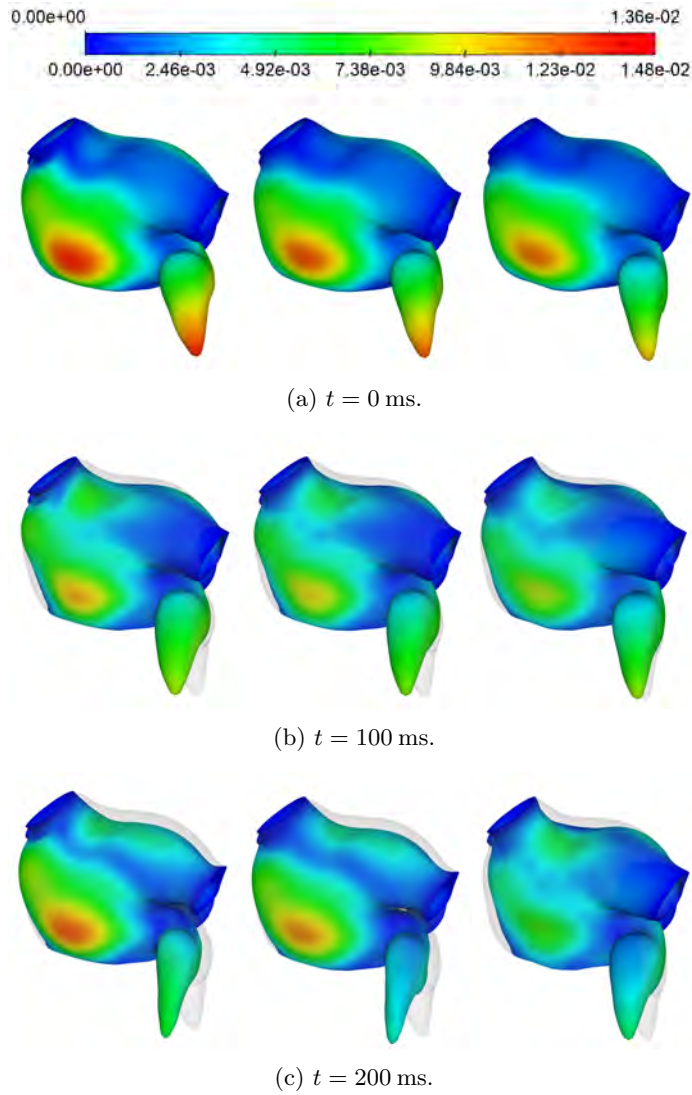 0.00e+00 1.36e-02
0.00e+00 2.46e-03 4.92e-03 7.38e-03 9.84e-03 1.23e-02 1.48e-02
(a) t = 0 ms.
(b) t = 100 ms.
(c) t = 200 ms.